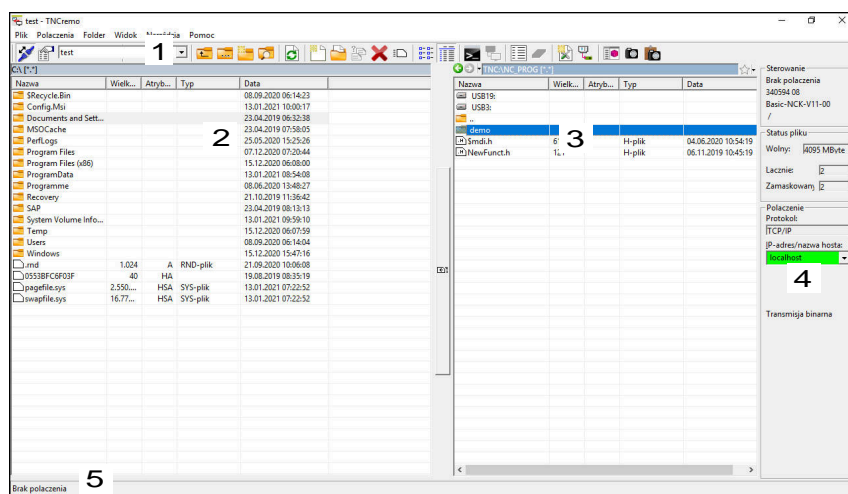 test - TNCremo
Plik Polaczenia Folder Widok Pomoc
test
1
C:\ [*.*]
Nazwa Wielk... Atryb... Typ Data
$Recycle.Bin 08.09.2020 06:14:23
Config.Msi 13.01.2021 10:00:17
Documents and Sett... 23.04.2019 06:32:38
MSOCache 23.04.2019 07:58:05
PerfLogs 25.05.2020 15:25:26
Program Files 07.12.2020 07:20:44
Program Files (x86) 15.12.2020 06:08:00
ProgramData 13.01.2021 08:54:08
Programme 08.06.2020 13:48:27
Recovery 21.10.2019 11:36:42
SAP 23.04.2019 08:13:13
System Volume Info... 13.01.2021 09:59:10
Temp 15.12.2020 06:07:59
Users 08.09.2020 06:14:04
Windows 15.12.2020 15:47:16
.rnd 1.024 A RND-plik 21.09.2020 10:06:08
0553BFC6F03F 40 HA 19.08.2019 08:35:19
pagefile.sys 2.550.... HSA SYS-plik 13.01.2021 07:22:52
swapfile.sys 16.77... HSA SYS-plik 13.01.2021 07:22:52
2
TNC:\NC_PROG [*.*]
Nazwa Wielk... Atryb... Typ Data
USB19:
USB3:
..
demo
$mdi.h H-plik 04.06.2020 10:54:19
NewFunct.h H-plik 06.11.2019 10:45:19
3
Sterowanie
Brak polaczenia
340594 08
Basic-NCK-V11-00
/
Status pliku
Wolny: 4095 MByte
Lacznie: 2
Zamaskowany 2
Polaczenie
Protokol:
TCP/IP
IP-adres/nazwa hosta:
localhost
4
Transmisja binarna
Brak polaczenia
5